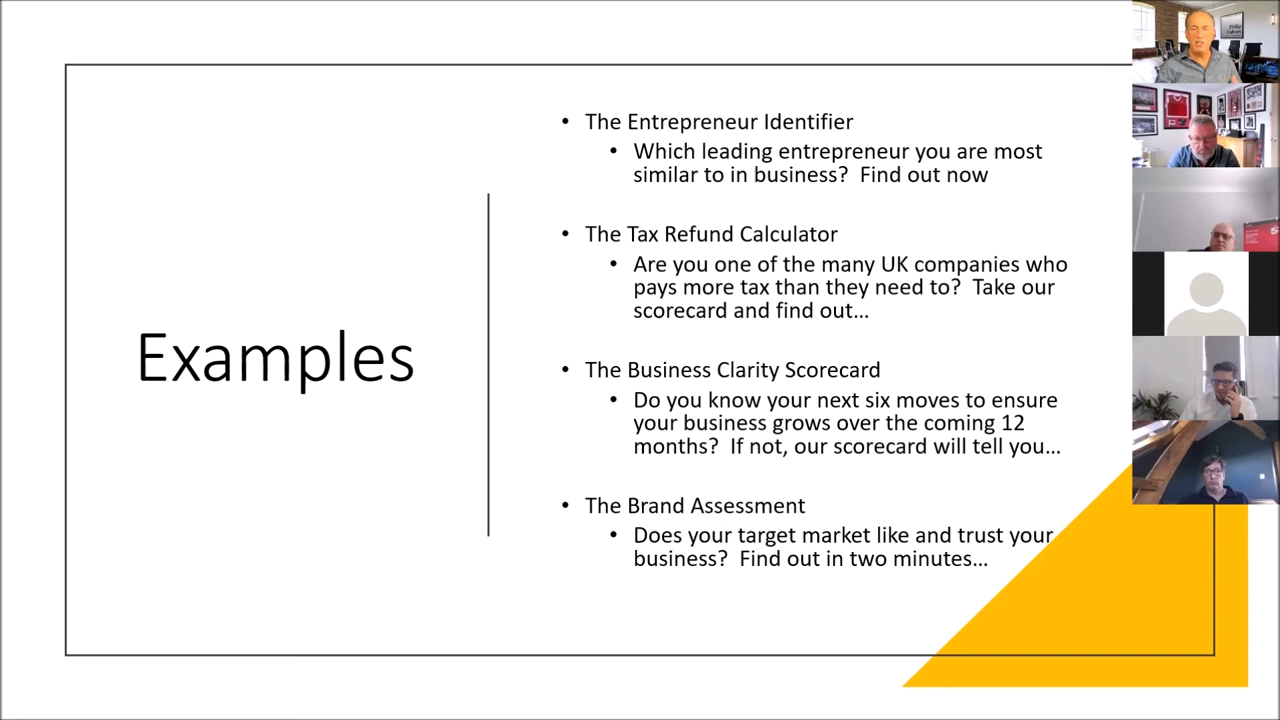 Examples
• The Entrepreneur Identifier
• Which leading entrepreneur you are most
similar to in business?  Find out now
• The Tax Refund Calculator
• Are you one of the many UK companies who
pays more tax than they need to?  Take our
scorecard and find out...
• The Business Clarity Scorecard
• Do you know your next six moves to ensure
your business grows over the coming 12
months?  If not, our scorecard will tell you...
• The Brand Assessment
• Does your target market like and trust your
business?  Find out in two minutes...